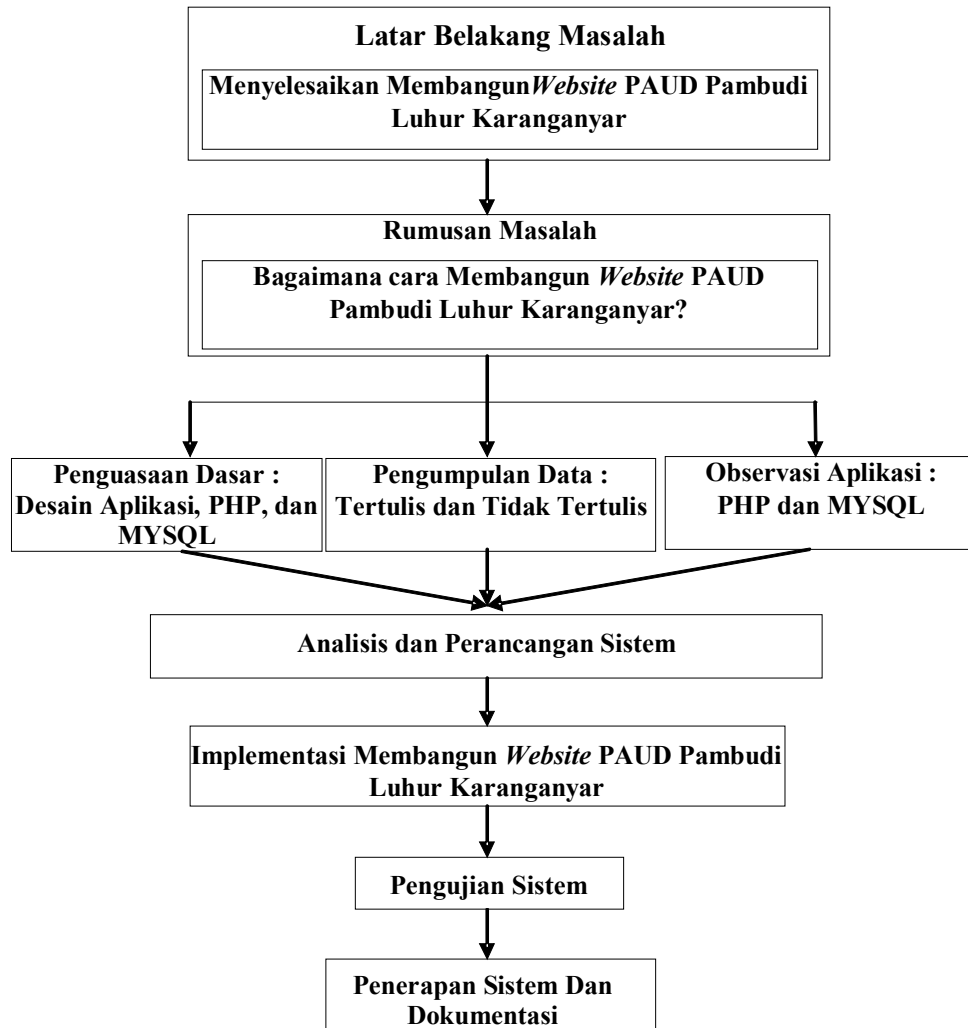 Latar Belakang Masalah
Menyelesaikan MembangunWebsite PAUD Pambudi
Luhur Karanganyar
Rumusan Masalah
Bagaimana cara Membangun Website PAUD
Pambudi Luhur Karanganyar?
Penguasaan Dasar :
Desain Aplikasi, PHP, dan
MYSQL
Pengumpulan Data :
Tertulis dan Tidak Tertulis
Observasi Aplikasi :
PHP dan MYSQL
Analisis dan Perancangan Sistem
Implementasi Membangun Website PAUD Pambudi
Luhur Karanganyar
Pengujian Sistem
Penerapan Sistem Dan
Dokumentasi